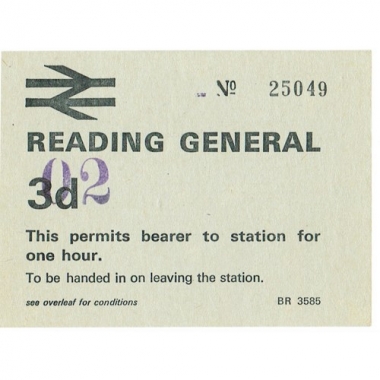 Nº 25049
READING GENERAL
3d 02
This permits bearer to station for
one hour.
To be handed in on leaving the station.
see overleaf for conditions BR 3585